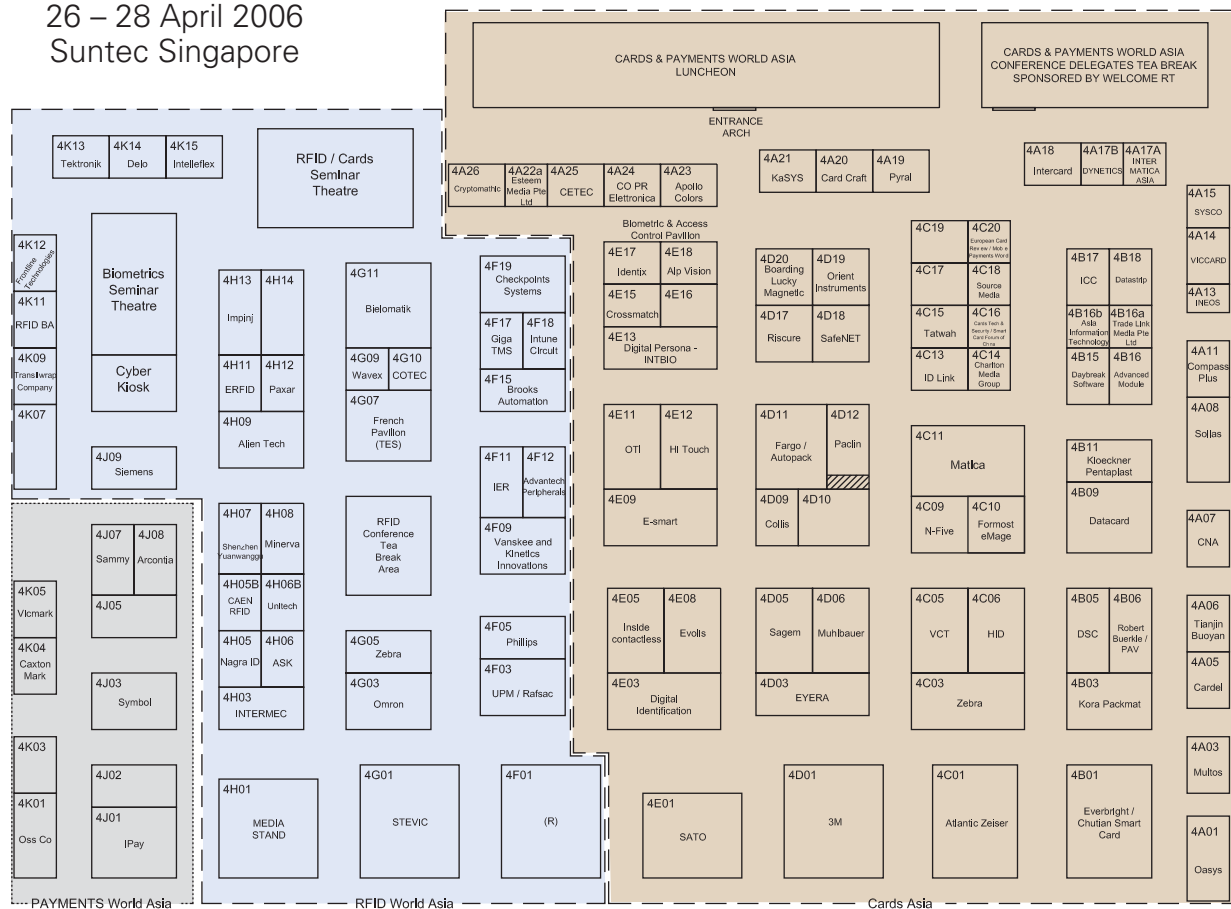 26 – 28 April 2006
Suntec Singapore
CARDS & PAYMENTS WORLD ASIA
LUNCHEON
CARDS & PAYMENTS WORLD ASIA
CONFERENCE DELEGATES TEA BREAK
SPONSORED BY WELCOME RT
ENTRANCE
ARCH
4K13
Tektronik
4K14
Delo
4K15
Intelleflex
RFID / Cards
Seminar
Theatre
4A26
Cryptomathic
4A22a
Esteem
Media Pte
Ltd
4A25
CETEC
4A24
CO PR
Elettronica
4A23
Apollo
Colors
4A21
KaSYS
4A20
Card Craft
4A19
Pyral
4A18
Intercard
4A17B
DYNETICS
4A17A
INTER
MATICA
ASIA
4A15
SYSCO
4A14
VICCARD
4A13
INEOS
4A11
Compass
Plus
4A08
Sollas
4A07
CNA
4A06
Tianjin
Buoyan
4A05
Cardel
4A03
Multos
4A01
Oasys
4K12
Frontline
Technologies
4K11
RFID BA
4K09
Transilwrap
Company
4K07
Biometrics
Seminar
Theatre
Cyber
Kiosk
4J09
Siemens
4H13
Impinj
4H14
4H11
ERFID
4H12
Paxar
4H09
Alien Tech
4G11
Bielomatik
4G09
Wavex
4G10
COTEC
4G07
French
Pavilion
(TES)
4F19
Checkpoints
Systems
4F17
Giga
TMS
4F18
Intune
Circuit
4F15
Brooks
Automation
4F11
IER
4F12
Advantech
Peripherals
4F09
Vanskee and
Kinetics
Innovations
Biometric & Access
Control Pavilion
4E17
Identix
4E18
Alp Vision
4E15
Crossmatch
4E16
4E13
Digital Persona -
INTBIO
4D20
Boarding
Lucky
Magnetic
4D19
Orient
Instruments
4D17
Riscure
4D18
SafeNET
4C19
4C20
European Card
Review / Mobile
Payments Word
4C17
4C18
Source
Media
4C15
Tatwah
4C16
Cards Tech &
Security / Smart
Card Forum of
China
4C13
ID Link
4C14
Charlton
Media
Group
4B17
ICC
4B18
Datastrip
4B16b
Asia
Information
Technology
4B16a
Trade Link
Media Pte
Ltd
4B15
Daybreak
Software
4B16
Advanced
Module
4E11
OTI
4E12
Hi Touch
4E09
E-smart
4D11
Fargo /
Autopack
4D12
Paclin
4D09
Collis
4D10
4C11
Matica
4C09
N-Five
4C10
Formost
eMage
4B11
Kloeckner
Pentaplast
4B09
Datacard
4H07
Shenzhen
Yuanwanggu
4H08
Minerva
4H05B
CAEN
RFID
4H06B
Unitech
4H05
Nagra ID
4H06
ASK
4H03
INTERMEC
RFID
Conference
Tea
Break
Area
4G05
Zebra
4G03
Omron
4F05
Phillips
4F03
UPM / Rafsac
4E05
Inside
contactless
4E08
Evolis
4E03
Digital
Identification
4D05
Sagem
4D06
Muhlbauer
4D03
EYERA
4C05
VCT
4C06
HID
4C03
Zebra
4B05
DSC
4B06
Robert
Buerkle /
PAV
4B03
Kora Packmat
4J07
Sammy
4J08
Arcontia
4J05
4K05
Vicmark
4K04
Caxton
Mark
4J03
Symbol
4K03
4K01
Oss Co
4J02
4J01
IPay
4H01
MEDIA
STAND
4G01
STEVIC
4F01
(R)
4E01
SATO
4D01
3M
4C01
Atlantic Zeiser
4B01
Everbright /
Chutian Smart
Card
PAYMENTS World Asia
RFID World Asia
Cards Asia